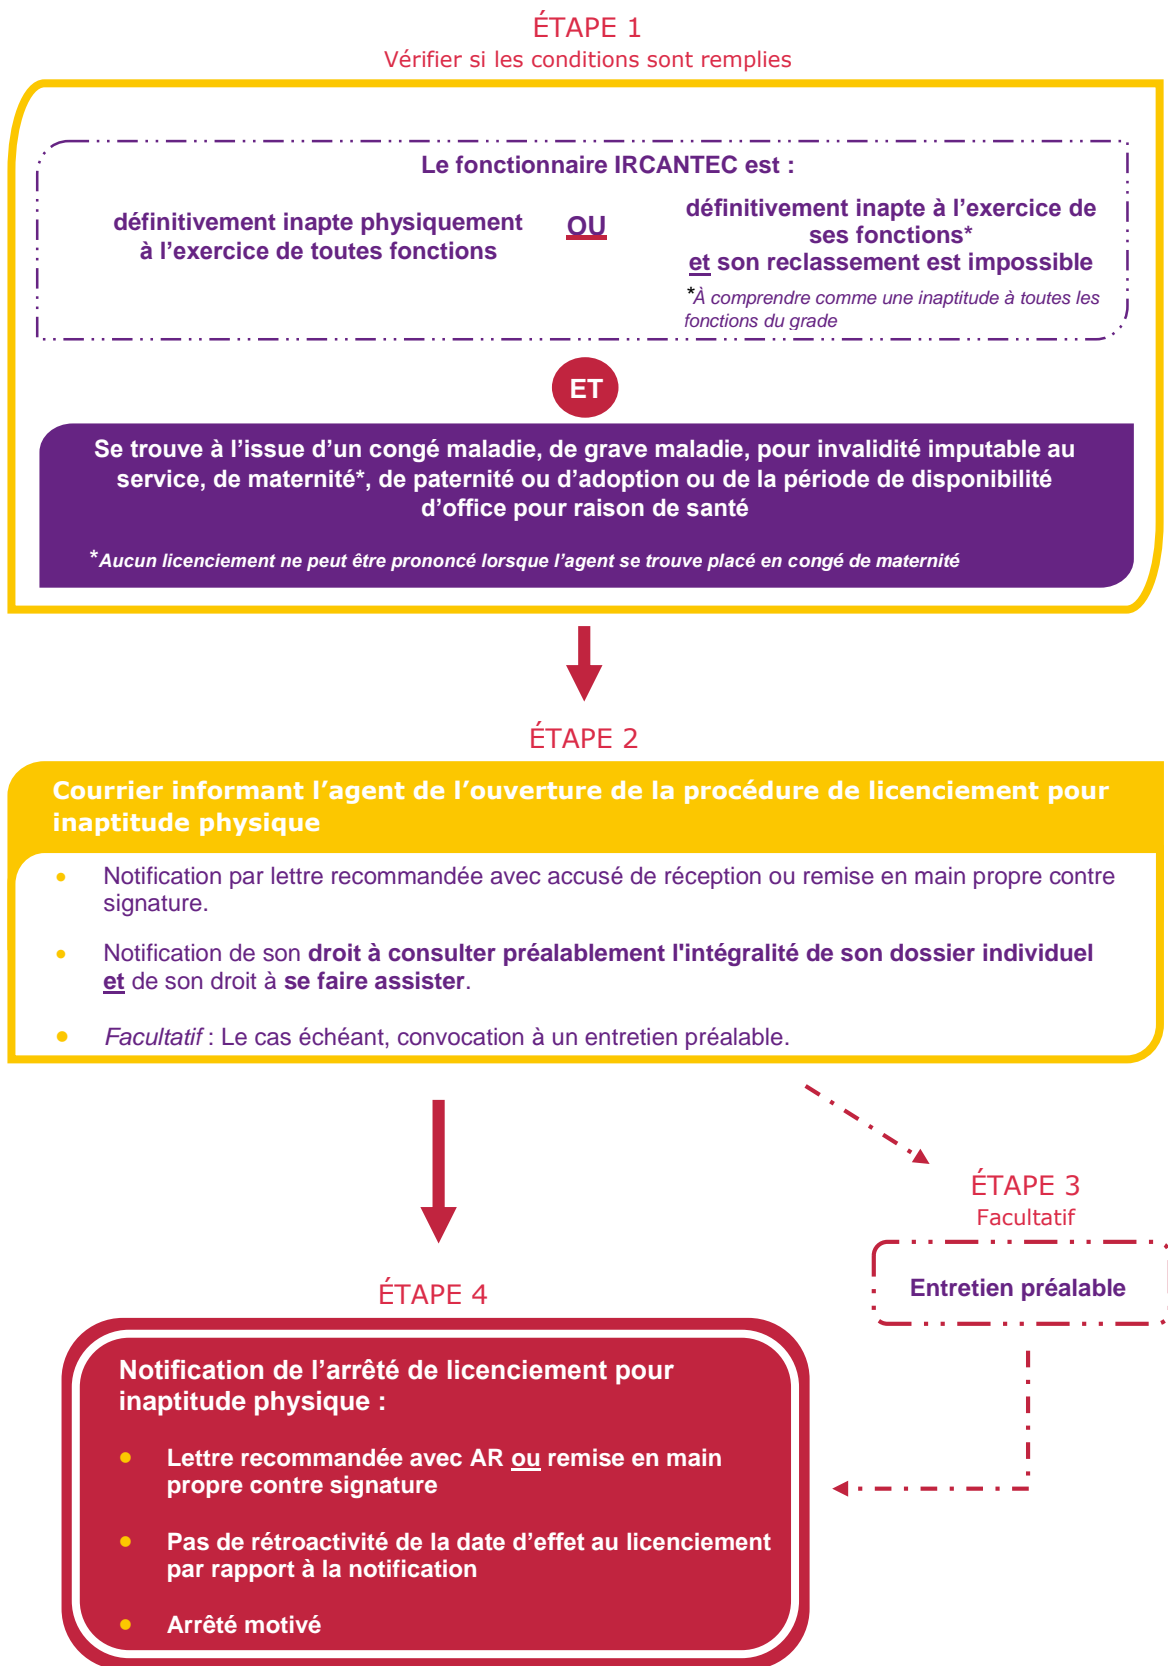 ÉTAPE 1
Vérifier si les conditions sont remplies
Le fonctionnaire IRCANTEC est :
définitivement inapte physiquement
à l’exercice de toutes fonctions
OU
définitivement inapte à l’exercice de
ses fonctions*
et son reclassement est impossible
*À comprendre comme une inaptitude à toutes les
fonctions du grade
ET
Se trouve à l’issue d’un congé maladie, de grave maladie, pour invalidité imputable au
service, de maternité*, de paternité ou d’adoption ou de la période de disponibilité
d’office pour raison de santé
*Aucun licenciement ne peut être prononcé lorsque l’agent se trouve placé en congé de maternité
ÉTAPE 2
Courrier informant l’agent de l’ouverture de la procédure de licenciement pour
inaptitude physique
• Notification par lettre recommandée avec accusé de réception ou remise en main propre contre
signature.
• Notification de son droit à consulter préalablement l'intégralité de son dossier individuel
et de son droit à se faire assister.
• Facultatif : Le cas échéant, convocation à un entretien préalable.
ÉTAPE 3
Facultatif
Entretien préalable
ÉTAPE 4
Notification de l’arrêté de licenciement pour
inaptitude physique :
• Lettre recommandée avec AR ou remise en main
propre contre signature
• Pas de rétroactivité de la date d’effet au licenciement
par rapport à la notification
• Arrêté motivé